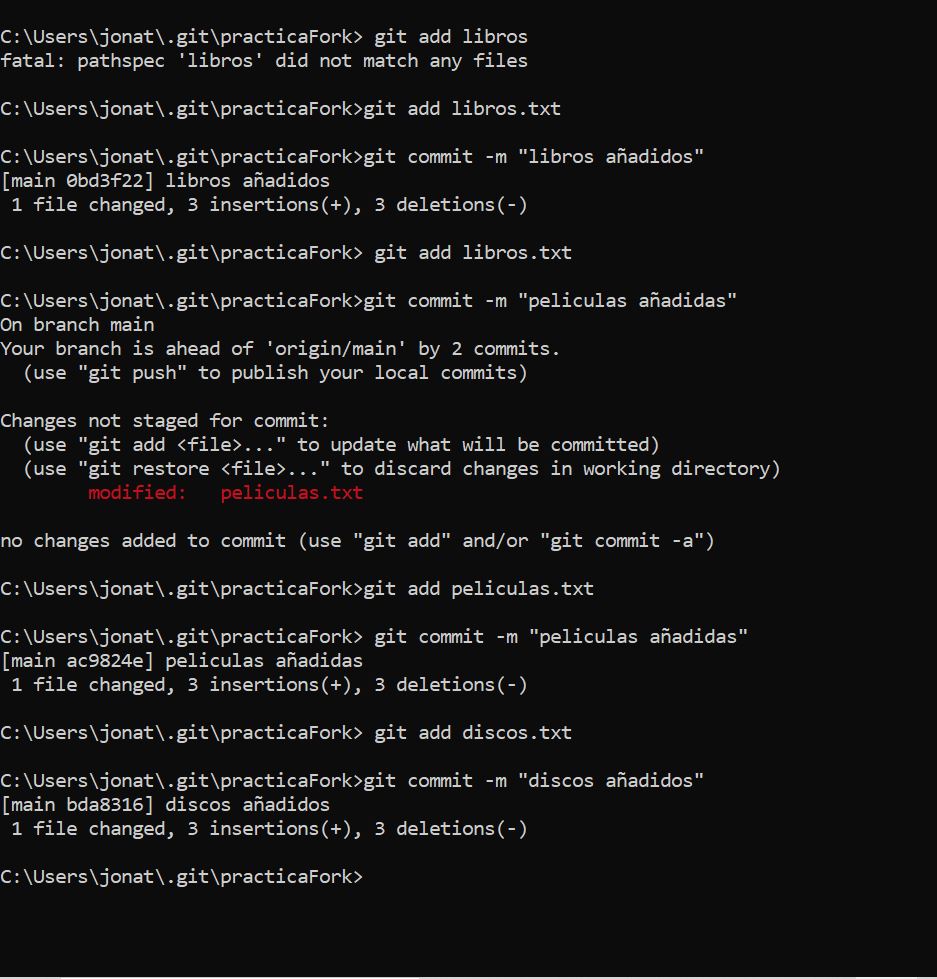 C:\Users\jonat\.git\practicaFork> git add libros
fatal: pathspec 'libros' did not match any files
C:\Users\jonat\.git\practicaFork>git add libros.txt
C:\Users\jonat\.git\practicaFork>git commit -m "libros añadidos"
[main 0bd3f22] libros añadidos
 1 file changed, 3 insertions(+), 3 deletions(-)
C:\Users\jonat\.git\practicaFork> git add libros.txt
C:\Users\jonat\.git\practicaFork>git commit -m "peliculas añadidas"
On branch main
Your branch is ahead of 'origin/main' by 2 commits.
  (use "git push" to publish your local commits)
Changes not staged for commit:
  (use "git add <file>..." to update what will be committed)
  (use "git restore <file>..." to discard changes in working directory)
        modified:   peliculas.txt
no changes added to commit (use "git add" and/or "git commit -a")
C:\Users\jonat\.git\practicaFork>git add peliculas.txt
C:\Users\jonat\.git\practicaFork> git commit -m "peliculas añadidas"
[main ac9824e] peliculas añadidas
 1 file changed, 3 insertions(+), 3 deletions(-)
C:\Users\jonat\.git\practicaFork> git add discos.txt
C:\Users\jonat\.git\practicaFork>git commit -m "discos añadidos"
[main bda8316] discos añadidos
 1 file changed, 3 insertions(+), 3 deletions(-)
C:\Users\jonat\.git\practicaFork>